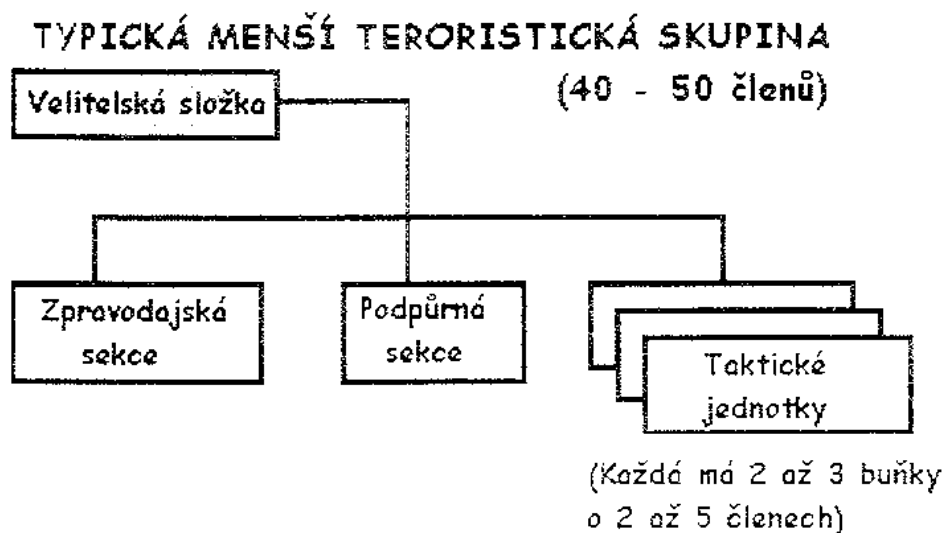 TYPICKÁ MENŠÍ TERORISTICKÁ SKUPINA
(40 - 50 členů)
Velitelská složka
Zpravodajská
sekce
Podpůrná
sekce
Taktické
jednotky
(Každá má 2 až 3 buňky
o 2 až 5 členech)